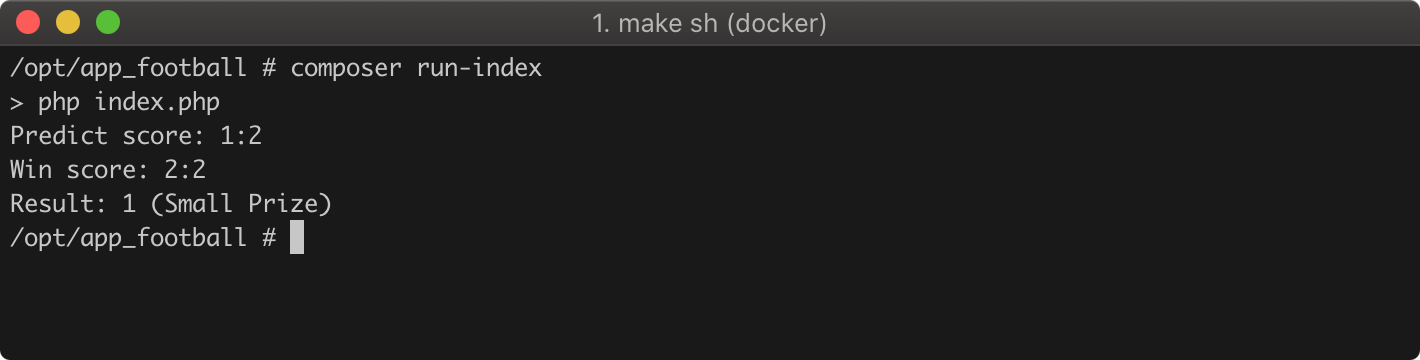 1. make sh (docker)
/opt/app_football # composer run-index
> php index.php
Predict score: 1:2
Win score: 2:2
Result: 1 (Small Prize)
/opt/app_football #